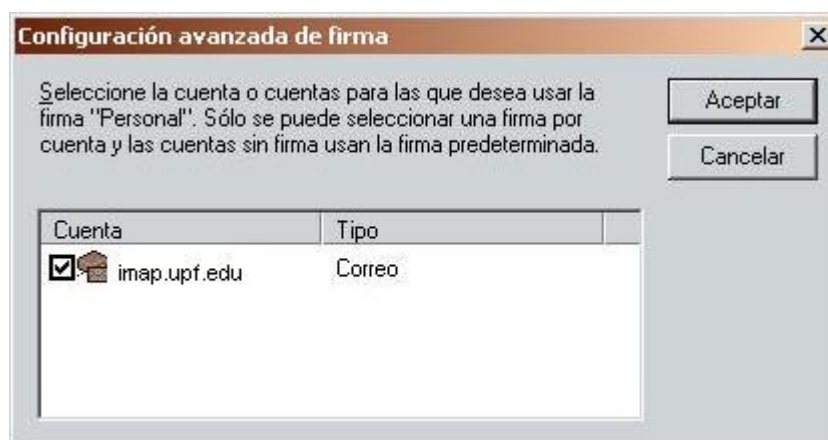 Configuración avanzada de firma
Seleccione la cuenta o cuentas para las que desea usar la
firma "Personal". Sólo se puede seleccionar una firma por
cuenta y las cuentas sin firma usan la firma predeterminada.
Aceptar
Cancelar
Cuenta Tipo
imap.upf.edu Correo